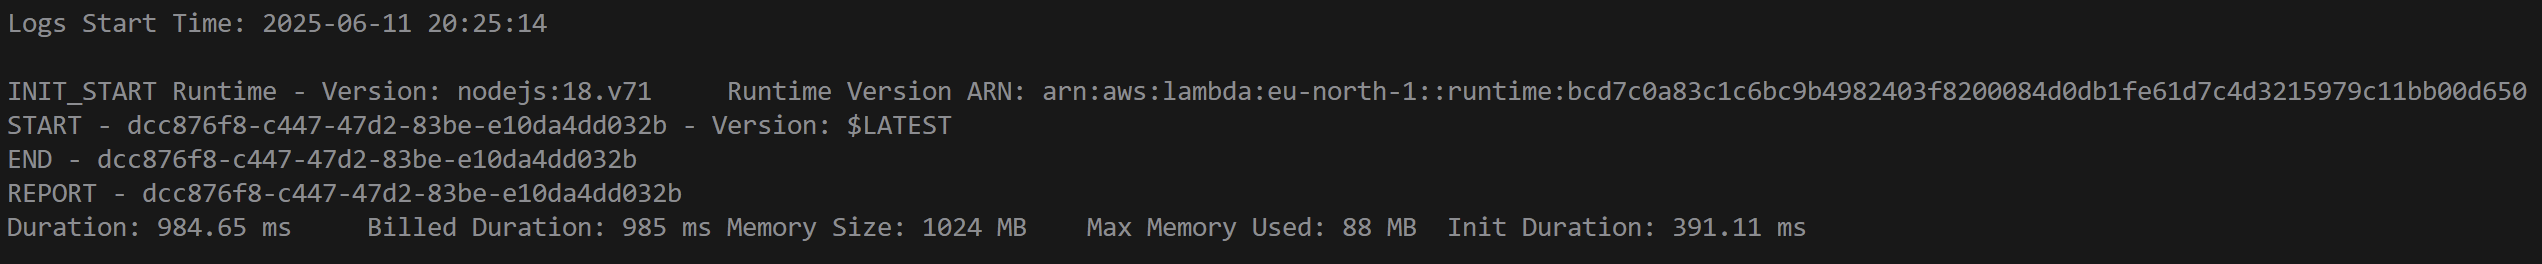 Logs Start Time: 2025-06-11 20:25:14
INIT_START Runtime - Version: nodejs:18.v71     Runtime Version ARN: arn:aws:lambda:eu-north-1::runtime:bcd7c0a83c1c6bc9b4982403f8200084d0db1fe61d7c4d3215979c11bb00d650
START - dcc876f8-c447-47d2-83be-e10da4dd032b - Version: $LATEST
END - dcc876f8-c447-47d2-83be-e10da4dd032b
REPORT - dcc876f8-c447-47d2-83be-e10da4dd032b
Duration: 984.65 ms     Billed Duration: 985 ms Memory Size: 1024 MB    Max Memory Used: 88 MB  Init Duration: 391.11 ms